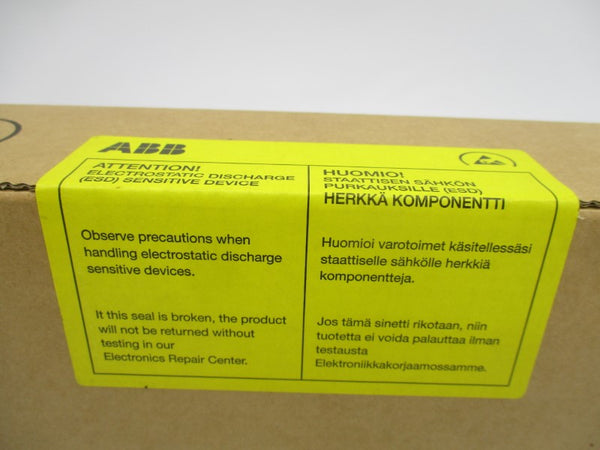 ABB
ATTENTION!
ELECTROSTATIC DISCHARGE
(ESD) SENSITIVE DEVICE
Observe precautions when
handling electrostatic discharge
sensitive devices.
It this seal is broken, the product
will not be returned without
testing in our
Electronics Repair Center.
HUOMIO!
STAATTISEN SÄHKÖN
PURKAUKSILLE (ESD)
HERKKÄ KOMPONENTTI
Huomioi varotoimet käsitellessäsi
staattiselle sähkölle herkkiä
komponentteja.
Jos tämä sinetti rikotaan, niin
tuotetta ei voida palauttaa ilman
testausta
Elektroniikkakorjaamossamme.